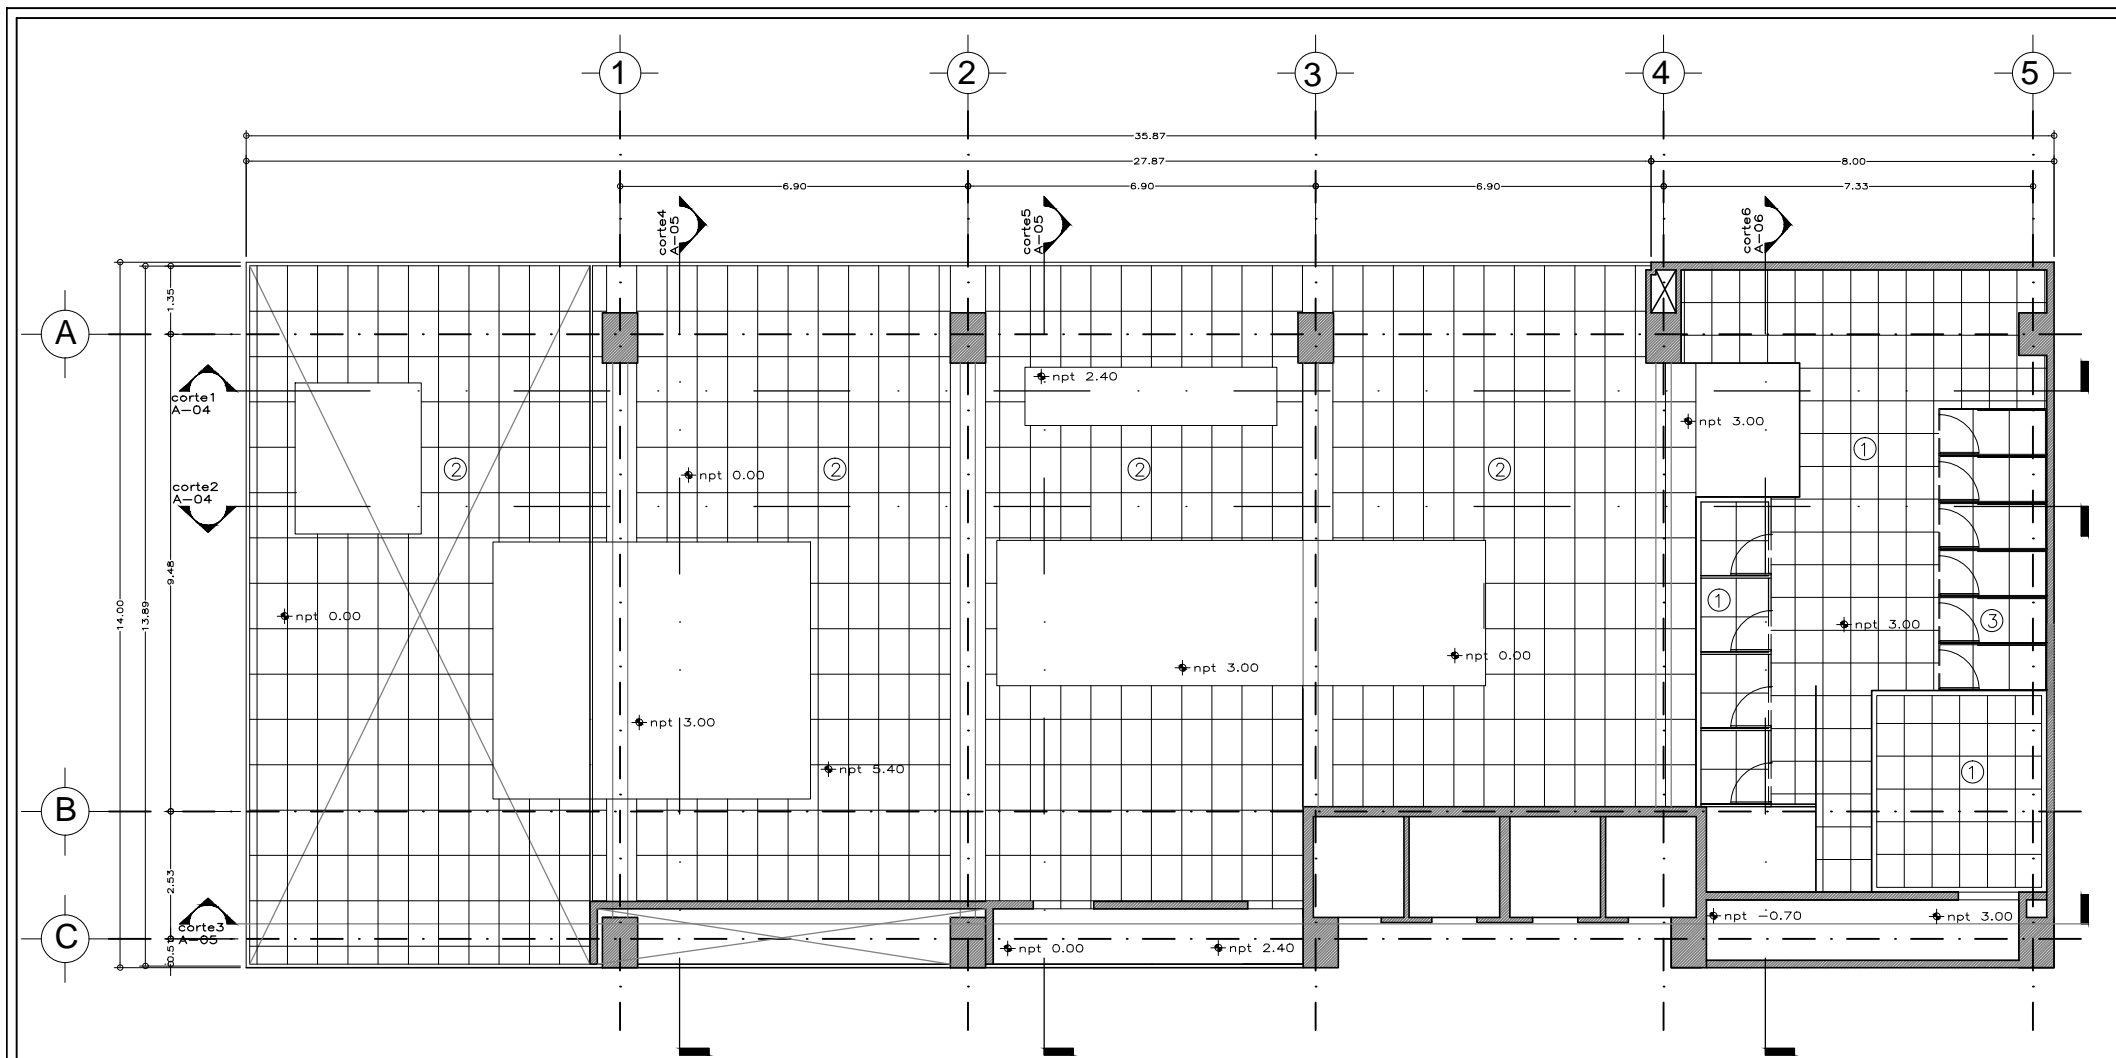 1 2 3 4 5
35.87
27.87 8.00
6.90 6.90 6.90 7.33
corte4
A-05
corte5
A-05
corte6
A-06
A
B
C
1.35
9.48
2.53
0.51
13.89
14.00
corte1
A-04
corte2
A-04
corte3
A-05
npt 2.40
npt 3.00
npt 0.00
2 2 2 2 1
npt 0.00
1
3
npt 3.00
npt 3.00
npt 0.00
npt 3.00
npt 5.40
1
npt 0.00
npt 2.40
npt -0.70
npt 3.00